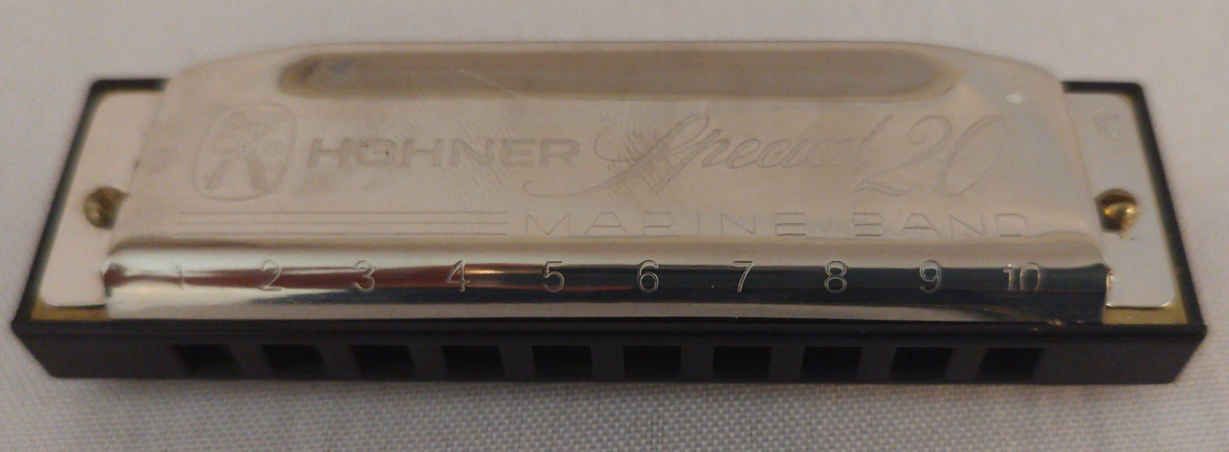 HOHNER Special 20
MARINE BAND
1 2 3 4 5 6 7 8 9 10